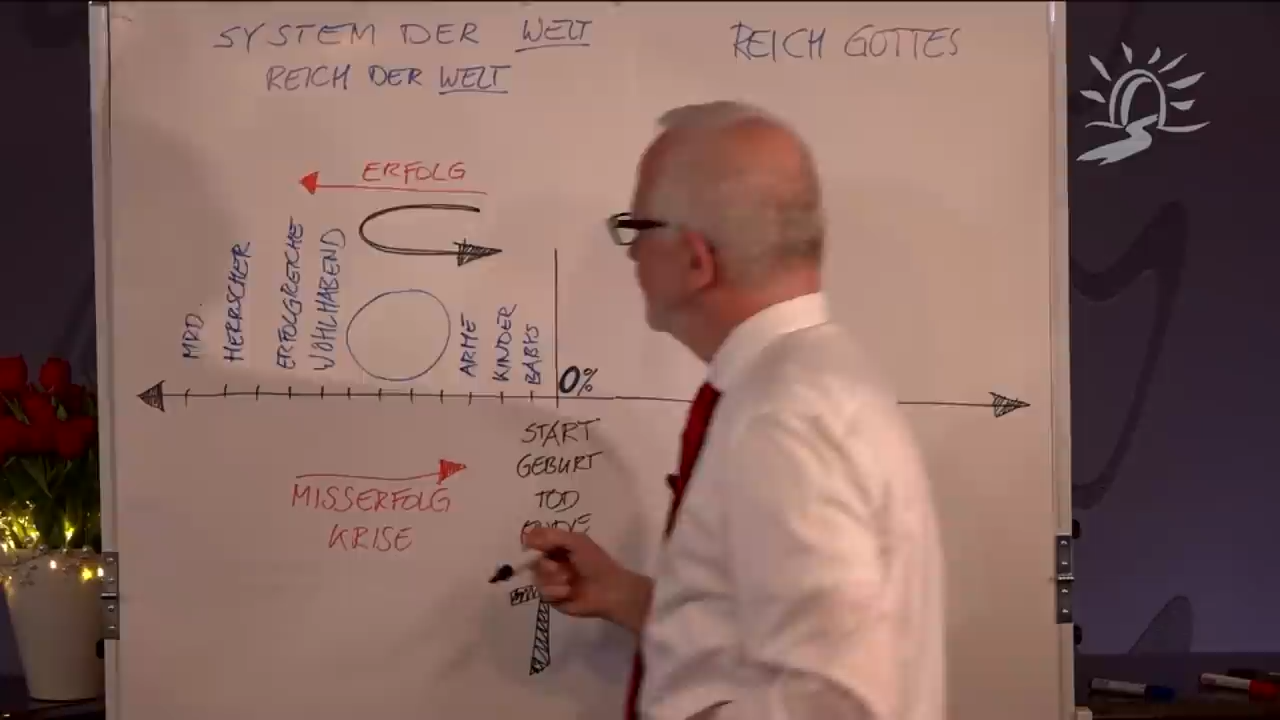 SYSTEM DER WELT
REICH DER WELT
REICH GOTTES
ERFOLG
MRD.
HERRSCHER
ERFOLGREICHE
WOHLHABEND
ARME
KINDER
BABYS
0%
START
GEBURT
TOD
MISSERFOLG
KRISE